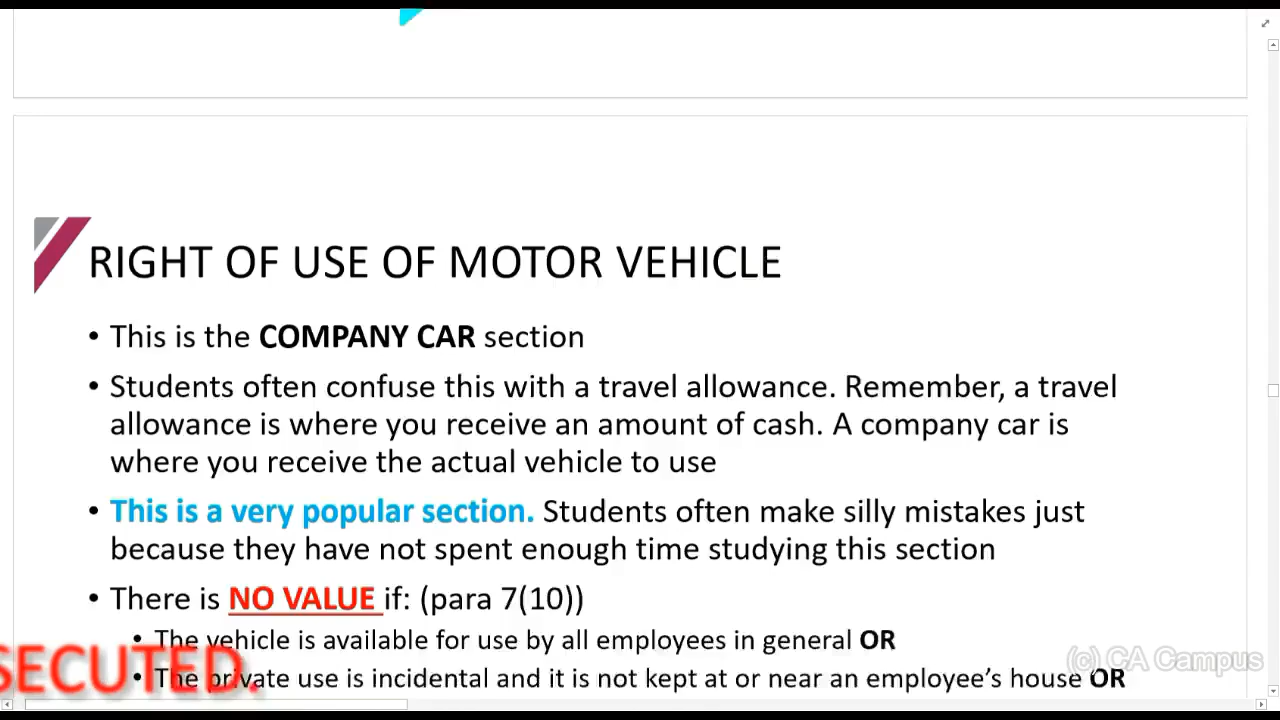 RIGHT OF USE OF MOTOR VEHICLE
• This is the COMPANY CAR section
• Students often confuse this with a travel allowance. Remember, a travel
allowance is where you receive an amount of cash. A company car is
where you receive the actual vehicle to use
• This is a very popular section. Students often make silly mistakes just
because they have not spent enough time studying this section
• There is NO VALUE if: (para 7(10))
• The vehicle is available for use by all employees in general OR
SECUTED.
(c) CA Campus
• The private use is incidental and it is not kept at or near an employee's house OR